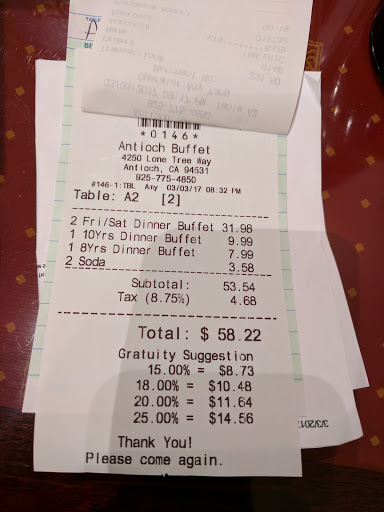 TABLE
A
*0146*
Antioch Buffet
4250 Lone Tree Way
Antioch, CA 94531
925-775-4850
#146-1:TBL Amy 03/03/17 08:32 PM
Table: A2 [2]
2 Fri/Sat Dinner Buffet 31.98
1 10Yrs Dinner Buffet 9.99
1 8Yrs Dinner Buffet 7.99
2 Soda 3.58
Subtotal: 53.54
Tax (8.75%) 4.68
Total: $ 58.22
Gratuity Suggestion
15.00% = $8.73
18.00% = $10.48
20.00% = $11.64
25.00% = $14.56
Thank You!
Please come again.